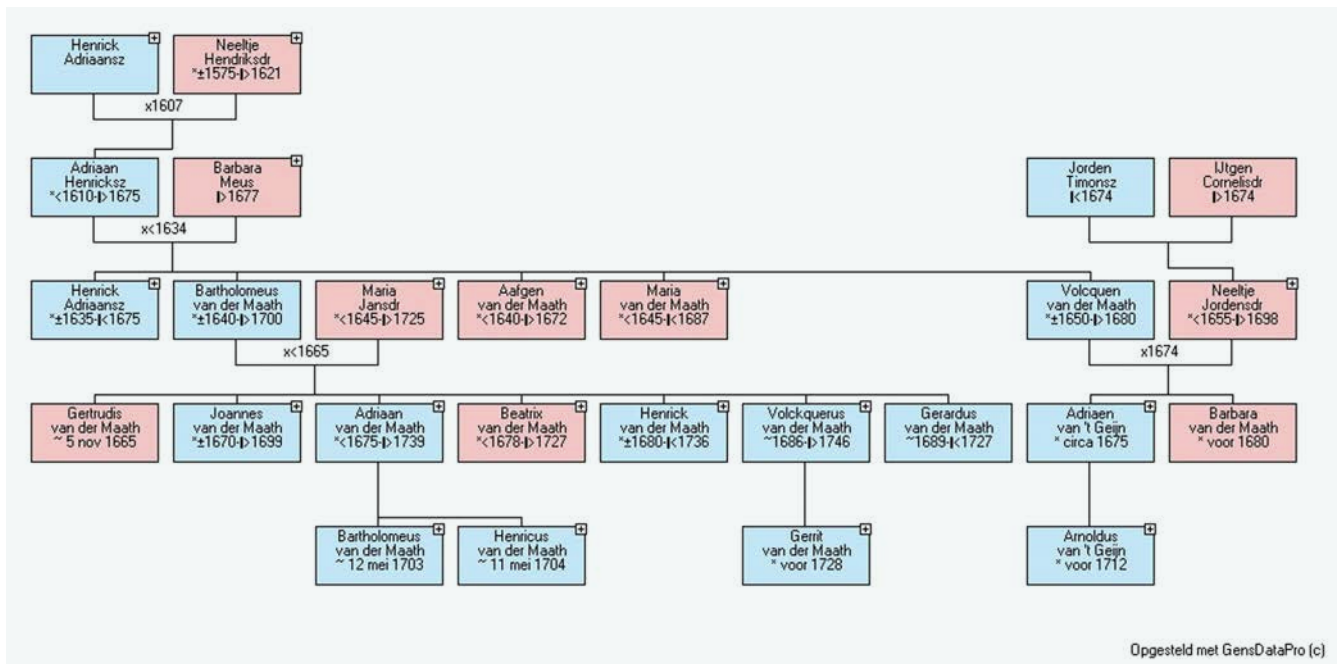 Henrick
Adriaansz
Neeltje
Hendriksdr
*±1575-|>1621
x1607
Adriaan
Henricksz
*<1610-|>1675
Barbara
Meus
|>1677
Jorden
Timonsz
|<1674
IJtgen
Cornelisdr
|>1674
x<1634
Henrick
Adriaansz
*±1635-|<1675
Bartholomeus
van der Maath
*±1640-|>1700
Maria
Jansdr
*<1645-|>1725
Aafgen
van der Maath
*<1640-|>1672
Maria
van der Maath
*<1645-|<1687
Volcquen
van der Maath
*±1650-|>1680
Neeltje
Jordensdr
*<1655-|>1698
x<1665
x1674
Gertrudis
van der Maath
~ 5 nov 1665
Joannes
van der Maath
*±1670-|>1699
Adriaan
van der Maath
*<1675-|>1739
Beatrix
van der Maath
*<1678-|>1727
Henrick
van der Maath
*±1680-|<1736
Volckquerus
van der Maath
~1686-|>1746
Gerardus
van der Maath
~1689-|<1727
Adriaen
van 't Geijn
* circa 1675
Barbara
van der Maath
* voor 1680
Bartholomeus
van der Maath
~ 12 mei 1703
Henricus
van der Maath
~ 11 mei 1704
Gerrit
van der Maath
* voor 1728
Arnoldus
van 't Geijn
* voor 1712
Opgesteld met GensDataPro (c)